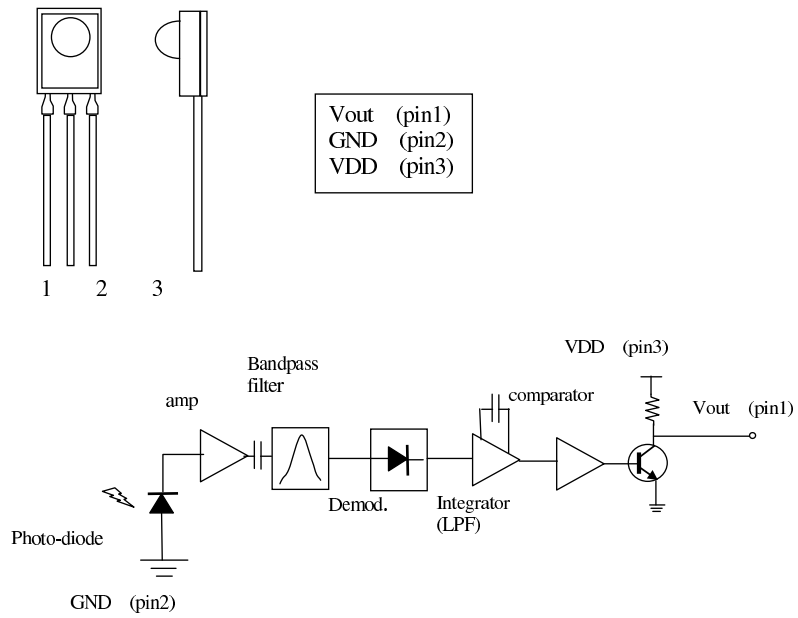 Vout (pin1)
GND (pin2)
VDD (pin3)
1 2 3
VDD (pin3)
Bandpass
filter
amp
comparator
Vout (pin1)
Demod.
Integrator
(LPF)
Photo-diode
GND (pin2)